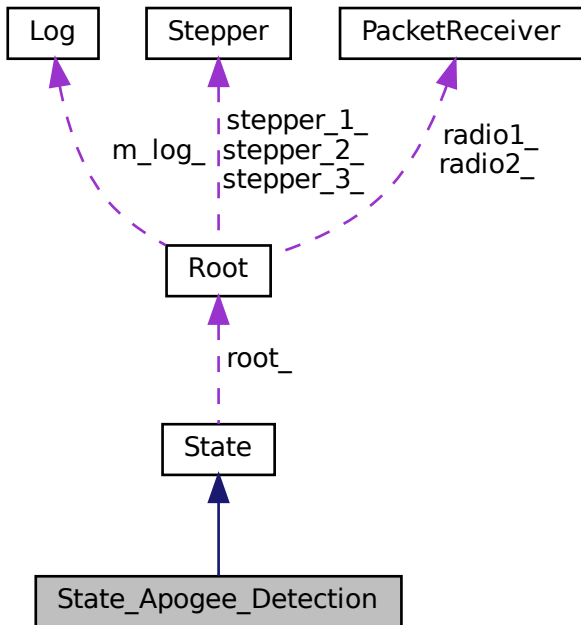 Log
Stepper
PacketReceiver
m_log_
stepper_1_
stepper_2_
stepper_3_
radio1_
radio2_
Root
root_
State
State_Apogee_Detection